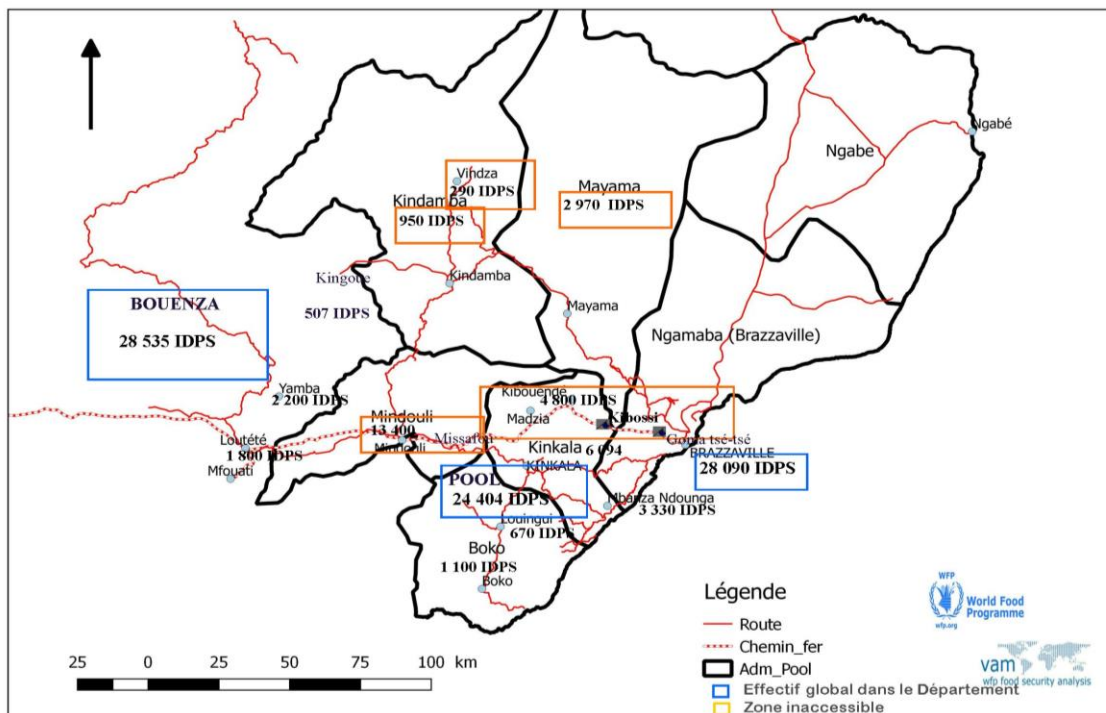 Ngabé
Ngabe
Vindza
290 IDPS
Mayama
2 970 IDPS
Kindamba
950 IDPS
Kingoue
Kindamba
507 IDPS
BOUENZA
28 535 IDPS
Mayama
Ngamaba (Brazzaville)
Yamba
2 200 IDPS
Kibouendé
4 800 IDPS
Madzia
Kibossi
Mindouli
13 400
Mindouli
Missafou
Goma tsé-tsé
Loutété
1 800 IDPS
Kinkala
6 094
BRAZZAVILLE
28 090 IDPS
Mfouati
KINKALA
POOL
24 404 IDPS
Mbanza Ndounga
3 330 IDPS
Louingui
670 IDPS
Boko
1 100 IDPS
Boko
Légende
Route
Chemin_fer
Adm_Pool
Effectif global dans le Département
Zone inaccessible
25 0 25 50 100 km
WFP
wfp.org
World Food
Programme
vam
wfp food security analysis